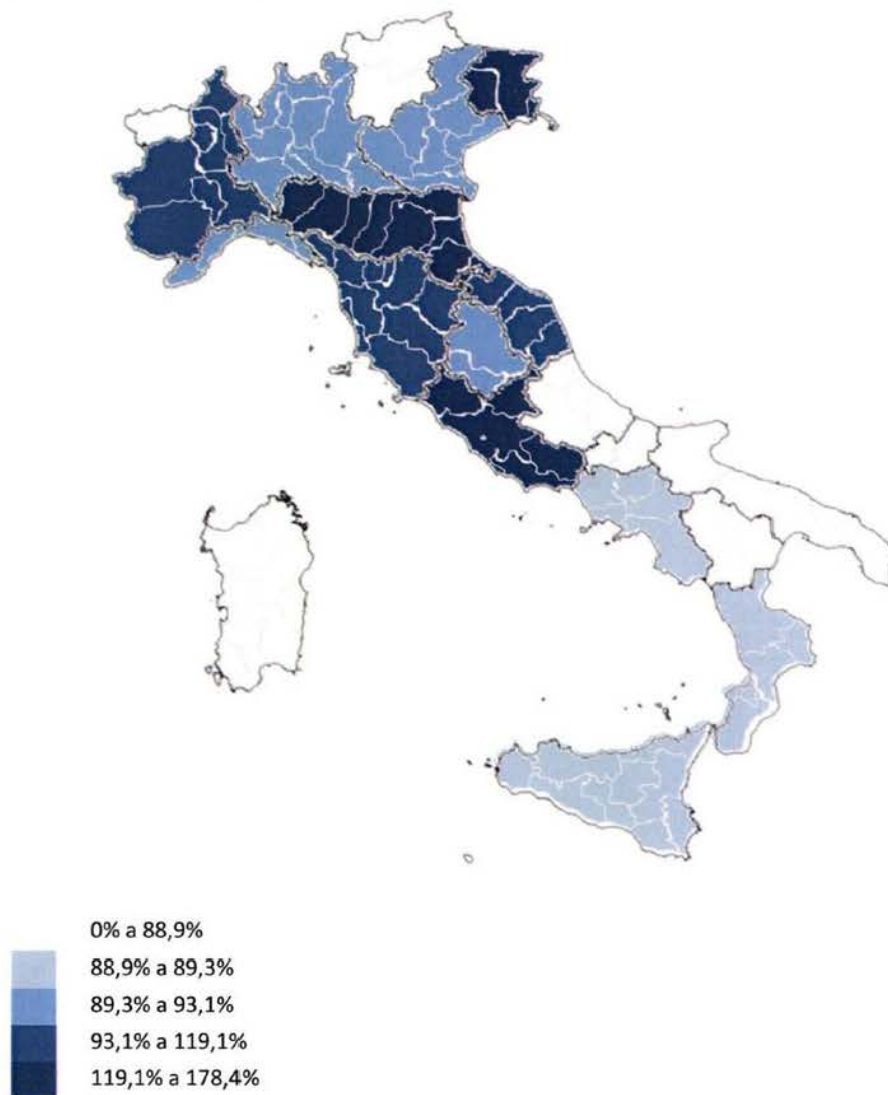 0% a 88,9%
88,9% a 89,3%
89,3% a 93,1%
93,1% a 119,1%
119,1% a 178,4%